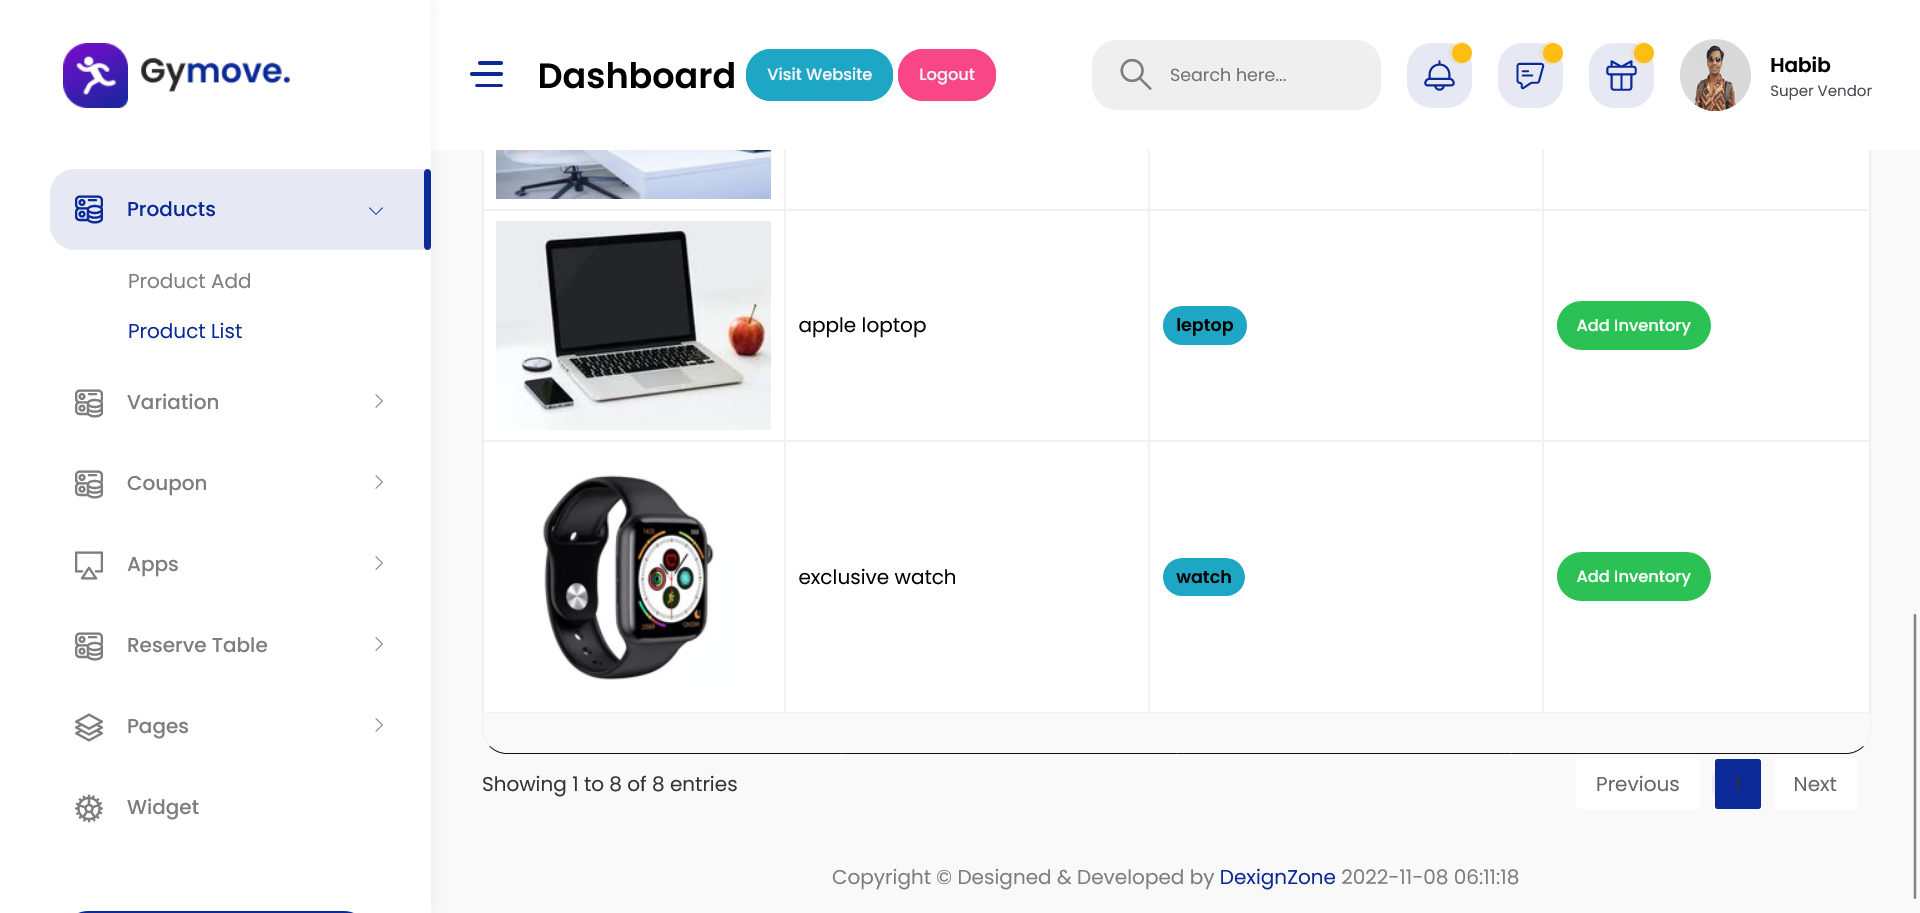 Gymove.
Dashboard
Visit Website
Logout
Search here...
Habib
Super Vendor
Products
Product Add
Product List
Variation
Coupon
Apps
Reserve Table
Pages
Widget
apple loptop
leptop
Add Inventory
exclusive watch
watch
Add Inventory
Showing 1 to 8 of 8 entries
Previous
1
Next
Copyright © Designed & Developed by DexignZone 2022-11-08 06:11:18